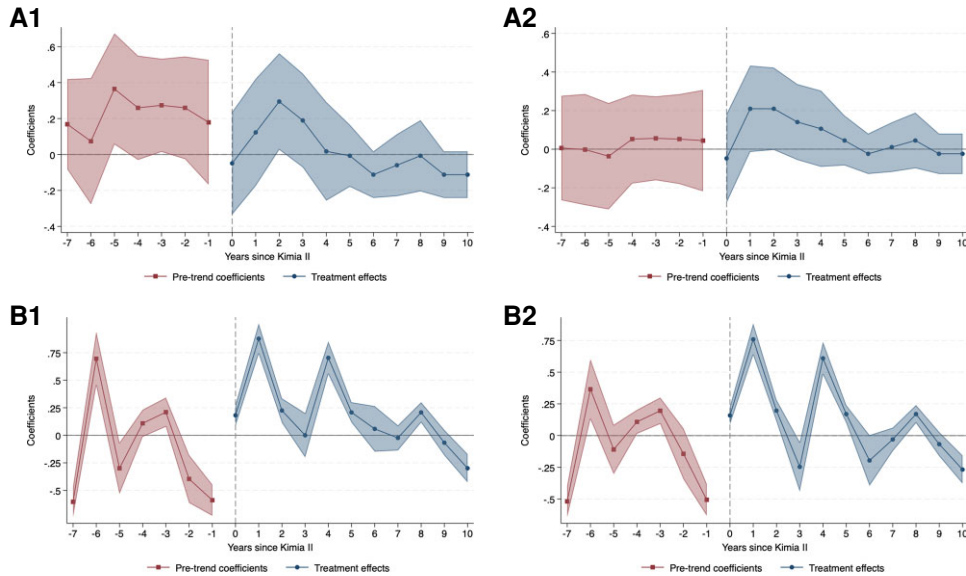 A1
.6
.4
.2
0
-.2
-.4
Coefficients
-7 -6 -5 -4 -3 -2 -1 0 1 2 3 4 5 6 7 8 9 10
Years since Kimia II
Pre-trend coefficients Treatment effects
A2
.6
.4
.2
0
-.2
-.4
Coefficients
-7 -6 -5 -4 -3 -2 -1 0 1 2 3 4 5 6 7 8 9 10
Years since Kimia II
Pre-trend coefficients Treatment effects
B1
.75
.5
.25
0
-.25
-.5
Coefficients
-7 -6 -5 -4 -3 -2 -1 0 1 2 3 4 5 6 7 8 9 10
Years since Kimia II
Pre-trend coefficients Treatment effects
B2
.75
.5
.25
0
-.25
-.5
Coefficients
-7 -6 -5 -4 -3 -2 -1 0 1 2 3 4 5 6 7 8 9 10
Years since Kimia II
Pre-trend coefficients Treatment effects